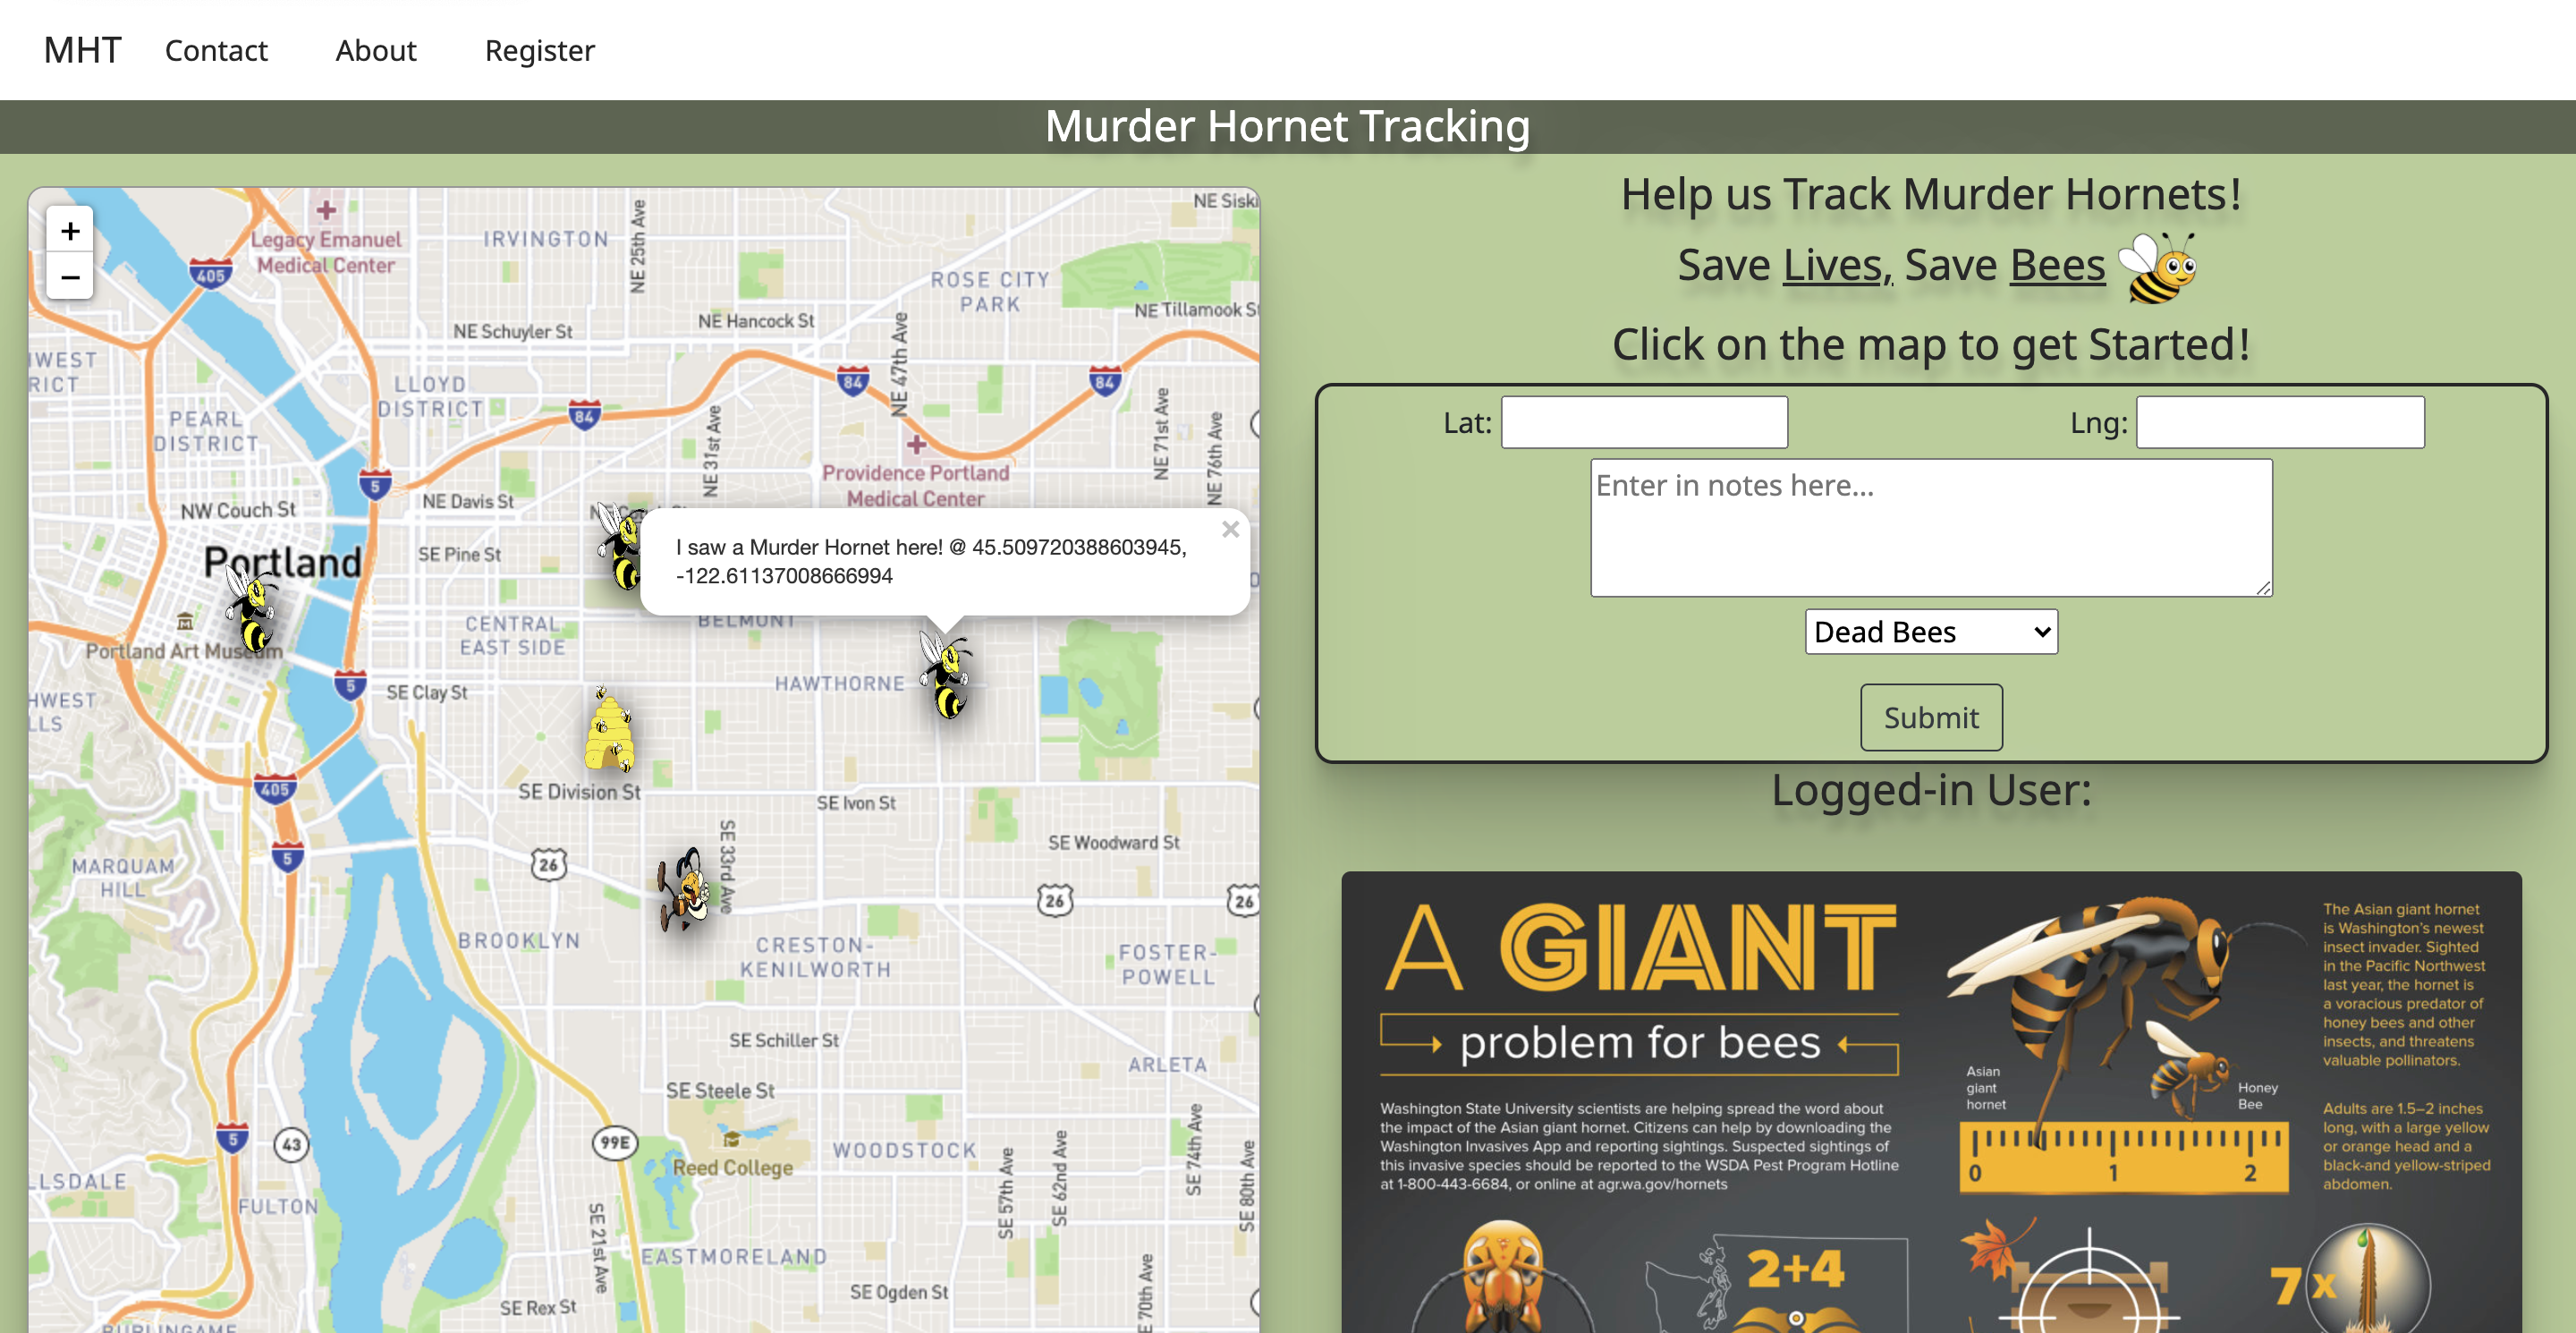 MHT Contact About Register
Murder Hornet Tracking
Help us Track Murder Hornets!
Save Lives, Save Bees
Click on the map to get Started!
Lat:
Lng:
Enter in notes here...
Dead Bees
Submit
Logged-in User:
+
−
Legacy Emanuel
Medical Center
IRVINGTON
NE 25th Ave
NE Siski
405
ROSE CITY
PARK
NE Tillamook St
NE Schuyler St
NE Hancock St
NE 47th Ave
84
84
84
LLOYD
DISTRICT
PEARL
DISTRICT
NE 31st Ave
NE 71st Ave
NE 76th Ave
Providence Portland
Medical Center
5
NE Davis St
NW Couch St
SE Pine St
Portland
I saw a Murder Hornet here! @ 45.509720388603945,
-122.61137008666994
×
CENTRAL
EAST SIDE
BELMONT
Portland Art Museum
5
SE Clay St
HAWTHORNE
SE Division St
SE Ivon St
405
SE 33rd Ave
SE Woodward St
5
26
26
26
MARQUAM
HILL
BROOKLYN
CRESTON-
KENILWORTH
FOSTER-
POWELL
SE Schiller St
ARLETA
SE Steele St
5
43
99E
Reed College
WOODSTOCK
SE 57th Ave
SE 62nd Ave
SE 74th Ave
SE 80th Ave
LLSDALE
FULTON
SE 21st Ave
EASTMORELAND
SE Ogden St
SE Rex St
E 70th Ave
A GIANT
problem for bees
Washington State University scientists are helping spread the word about
the impact of the Asian giant hornet. Citizens can help by downloading the
Washington Invasives App and reporting sightings. Suspected sightings of
this invasive species should be reported to the WSDA Pest Program Hotline
at 1-800-443-6684, or online at agr.wa.gov/hornets
Asian
giant
hornet
Honey
Bee
0 1 2
The Asian giant hornet
is Washington's newest
insect invader. Sighted
in the Pacific Northwest
last year, the hornet is
a voracious predator of
honey bees and other
insects, and threatens
valuable pollinators.
Adults are 1.5–2 inches
long, with a large yellow
or orange head and a
black-and yellow-striped
abdomen.
2+4
7x